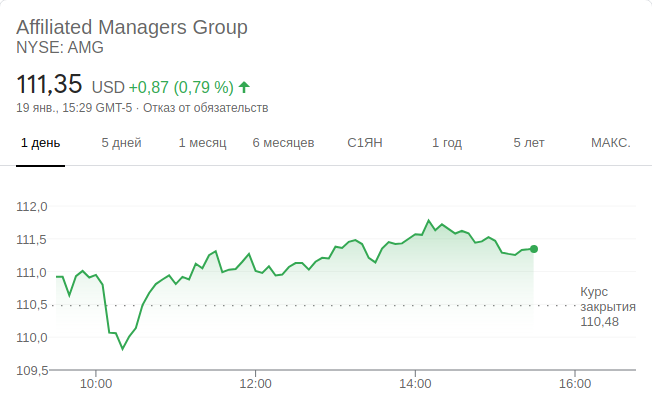 Affiliated Managers Group
NYSE: AMG
111,35 USD +0,87 (0,79 %)
19 янв., 15:29 GMT-5 · Отказ от обязательств
1 день 5 дней 1 месяц 6 месяцев С1ЯН 1 год 5 лет МАКС.
112,0
111,5
111,0
110,5
110,0
109,5
Курс
закрытия
110,48
10:00 12:00 14:00 16:00